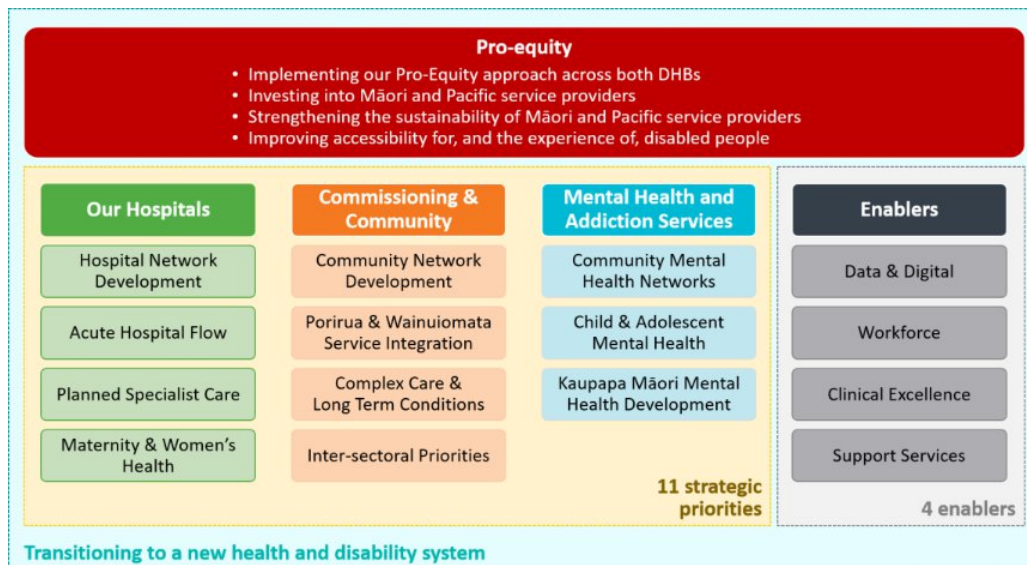 Pro-equity
• Implementing our Pro-Equity approach across both DHBs
• Investing into Māori and Pacific service providers
• Strengthening the sustainability of Māori and Pacific service providers
• Improving accessibility for, and the experience of, disabled people
Our Hospitals
Hospital Network
Development
Acute Hospital Flow
Planned Specialist Care
Maternity & Women's
Health
Commissioning &
Community
Community Network
Development
Porirua & Wainuiomata
Service Integration
Complex Care &
Long Term Conditions
Inter-sectoral Priorities
Mental Health and
Addiction Services
Community Mental
Health Networks
Child & Adolescent
Mental Health
Kaupapa Māori Mental
Health Development
11 strategic
priorities
Enablers
Data & Digital
Workforce
Clinical Excellence
Support Services
4 enablers
Transitioning to a new health and disability system